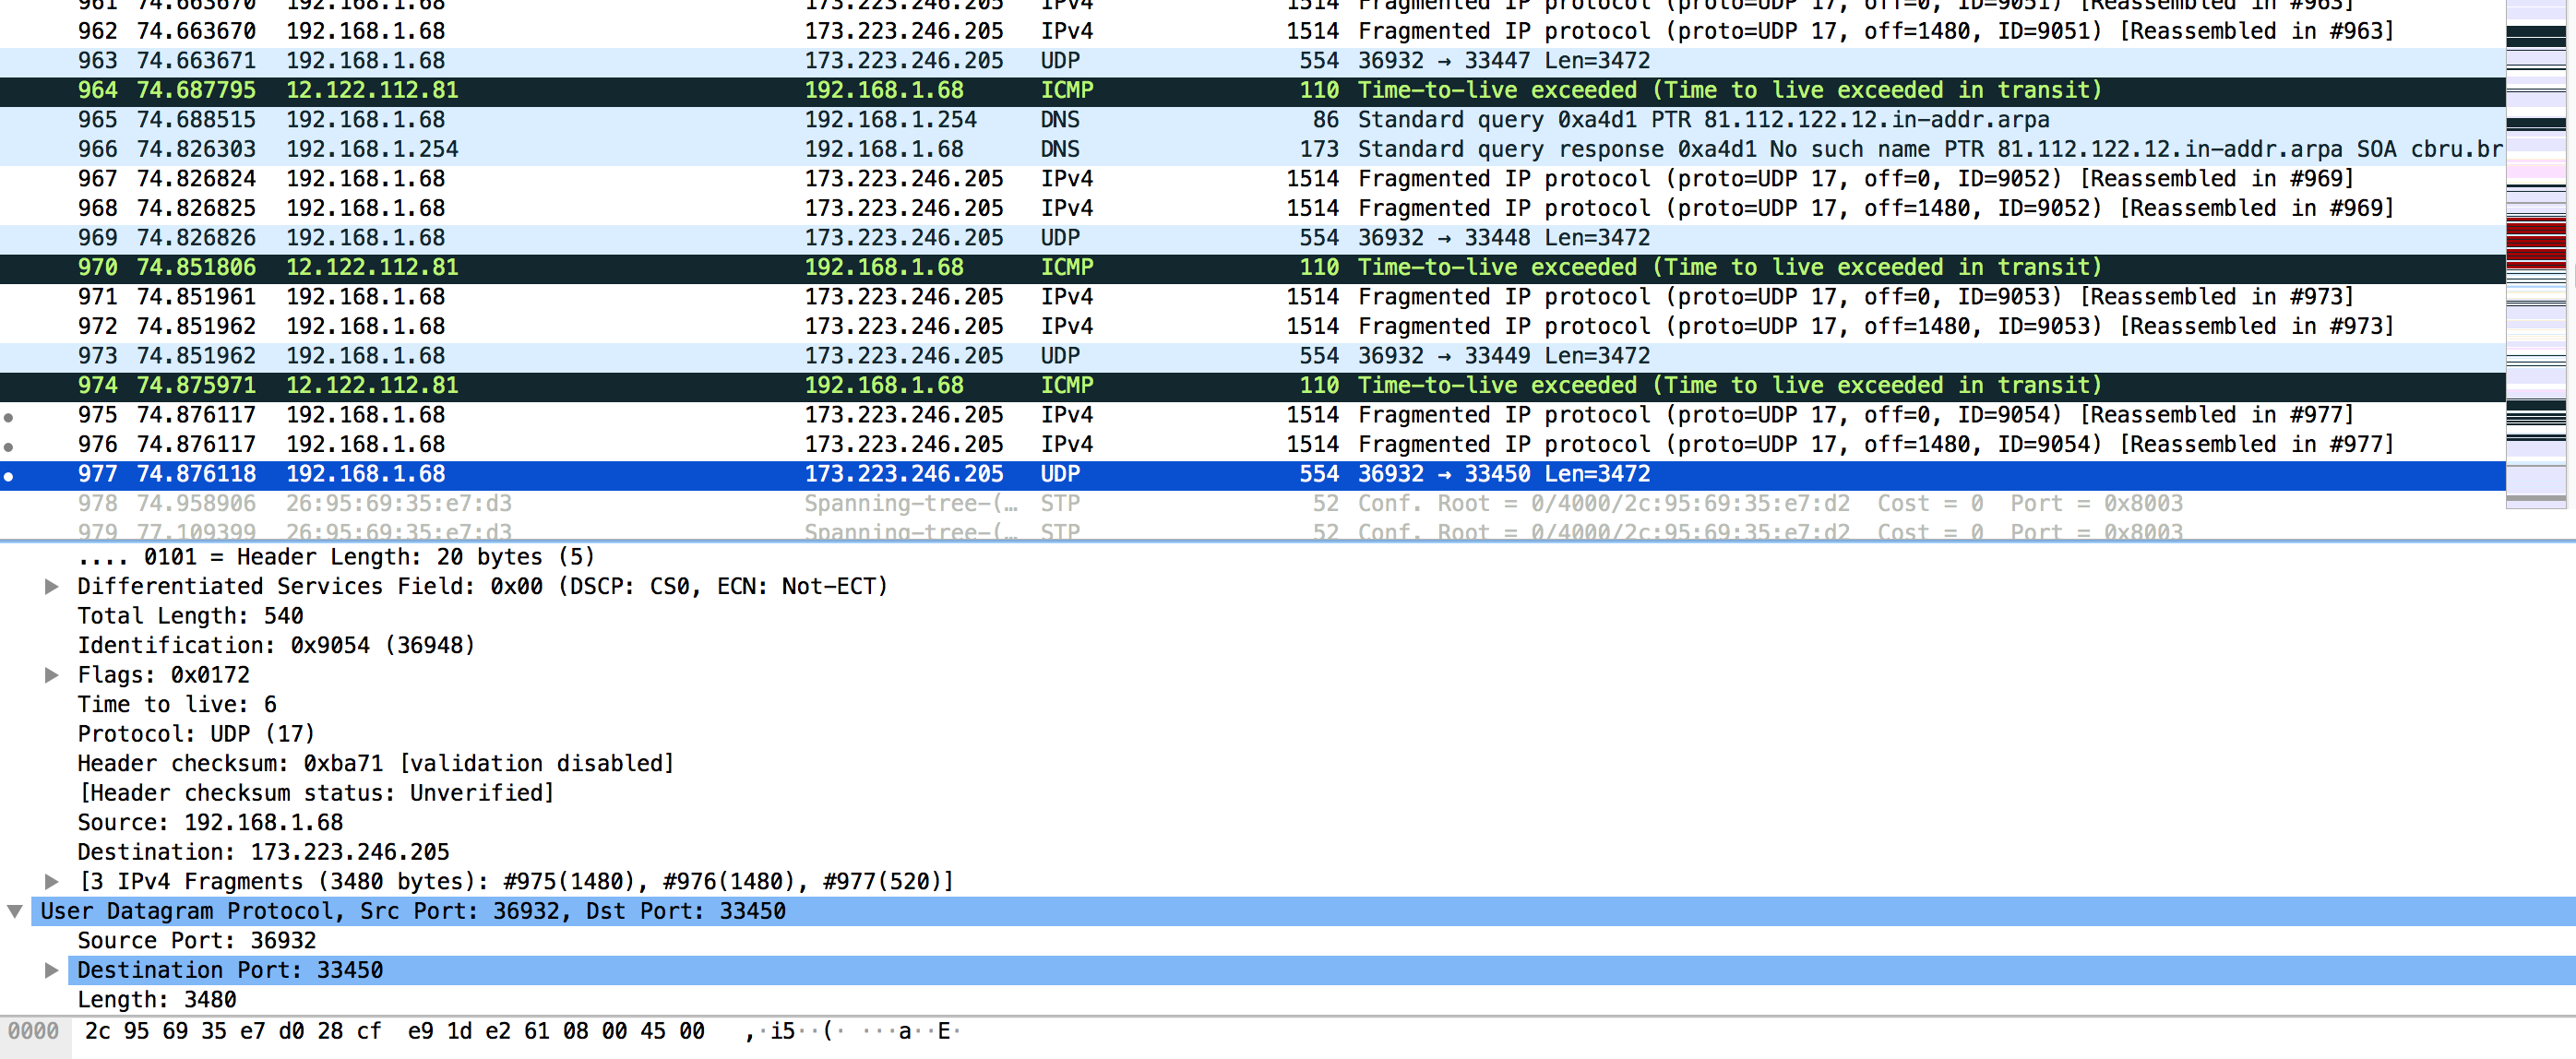 961 74.663670 192.168.1.68 173.223.246.205 IPv4 1514 Fragmented IP protocol (proto=UDP 17, off=0, ID=9051) [Reassembled in #963]
962 74.663670 192.168.1.68 173.223.246.205 IPv4 1514 Fragmented IP protocol (proto=UDP 17, off=1480, ID=9051) [Reassembled in #963]
963 74.663671 192.168.1.68 173.223.246.205 UDP 554 36932 → 33447 Len=3472
964 74.687795 12.122.112.81 192.168.1.68 ICMP 110 Time-to-live exceeded (Time to live exceeded in transit)
965 74.688515 192.168.1.68 192.168.1.254 DNS 86 Standard query 0xa4d1 PTR 81.112.122.12.in-addr.arpa
966 74.826303 192.168.1.254 192.168.1.68 DNS 173 Standard query response 0xa4d1 No such name PTR 81.112.122.12.in-addr.arpa SOA cbru.br
967 74.826824 192.168.1.68 173.223.246.205 IPv4 1514 Fragmented IP protocol (proto=UDP 17, off=0, ID=9052) [Reassembled in #969]
968 74.826825 192.168.1.68 173.223.246.205 IPv4 1514 Fragmented IP protocol (proto=UDP 17, off=1480, ID=9052) [Reassembled in #969]
969 74.826826 192.168.1.68 173.223.246.205 UDP 554 36932 → 33448 Len=3472
970 74.851806 12.122.112.81 192.168.1.68 ICMP 110 Time-to-live exceeded (Time to live exceeded in transit)
971 74.851961 192.168.1.68 173.223.246.205 IPv4 1514 Fragmented IP protocol (proto=UDP 17, off=0, ID=9053) [Reassembled in #973]
972 74.851962 192.168.1.68 173.223.246.205 IPv4 1514 Fragmented IP protocol (proto=UDP 17, off=1480, ID=9053) [Reassembled in #973]
973 74.851962 192.168.1.68 173.223.246.205 UDP 554 36932 → 33449 Len=3472
974 74.875971 12.122.112.81 192.168.1.68 ICMP 110 Time-to-live exceeded (Time to live exceeded in transit)
975 74.876117 192.168.1.68 173.223.246.205 IPv4 1514 Fragmented IP protocol (proto=UDP 17, off=0, ID=9054) [Reassembled in #977]
976 74.876117 192.168.1.68 173.223.246.205 IPv4 1514 Fragmented IP protocol (proto=UDP 17, off=1480, ID=9054) [Reassembled in #977]
977 74.876118 192.168.1.68 173.223.246.205 UDP 554 36932 → 33450 Len=3472
978 74.958906 26:95:69:35:e7:d3 Spanning-tree-(… STP 52 Conf. Root = 0/4000/2c:95:69:35:e7:d2 Cost = 0 Port = 0x8003
979 77.109399 26:95:69:35:e7:d3 Spanning-tree-(… STP 52 Conf. Root = 0/4000/2c:95:69:35:e7:d2 Cost = 0 Port = 0x8003
.... 0101 = Header Length: 20 bytes (5)
Differentiated Services Field: 0x00 (DSCP: CS0, ECN: Not-ECT)
Total Length: 540
Identification: 0x9054 (36948)
Flags: 0x0172
Time to live: 6
Protocol: UDP (17)
Header checksum: 0xba71 [validation disabled]
[Header checksum status: Unverified]
Source: 192.168.1.68
Destination: 173.223.246.205
[3 IPv4 Fragments (3480 bytes): #975(1480), #976(1480), #977(520)]
User Datagram Protocol, Src Port: 36932, Dst Port: 33450
Source Port: 36932
Destination Port: 33450
Length: 3480
0000 2c 95 69 35 e7 d0 28 cf e9 1d e2 61 08 00 45 00 ,·i5··(· ···a··E·